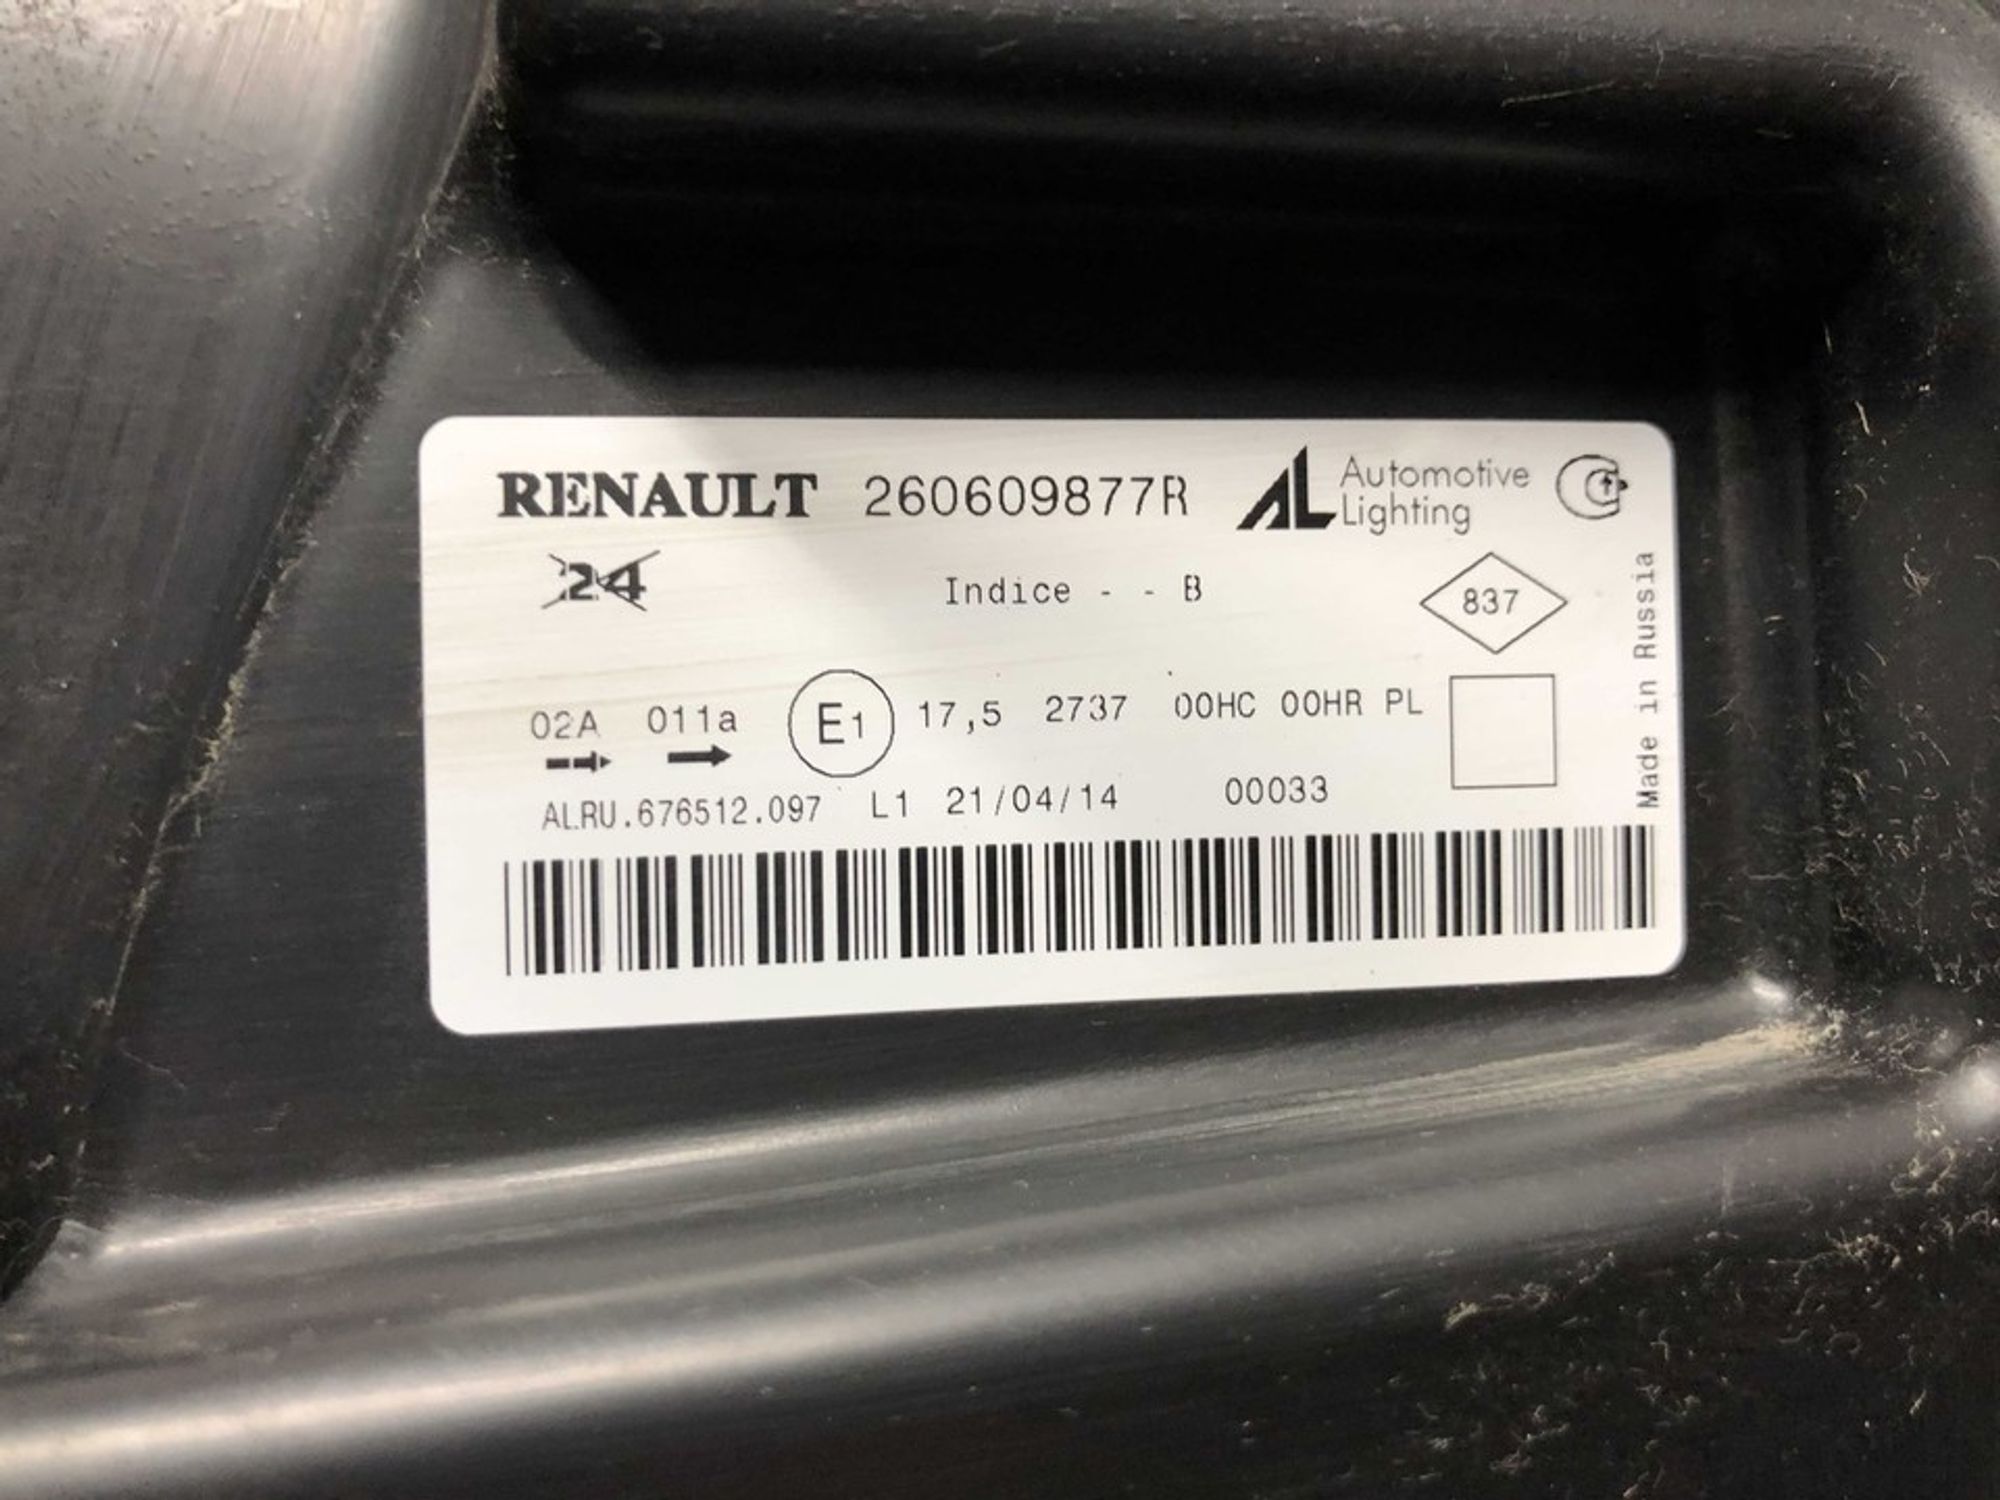 RENAULT 260609877R AL Automotive Lighting
24 Indice - - B 837
02A 011a E1 17,5 2737 00HC 00HR PL
ALRU.676512.097 L1 21/04/14 00033
Made in Russia